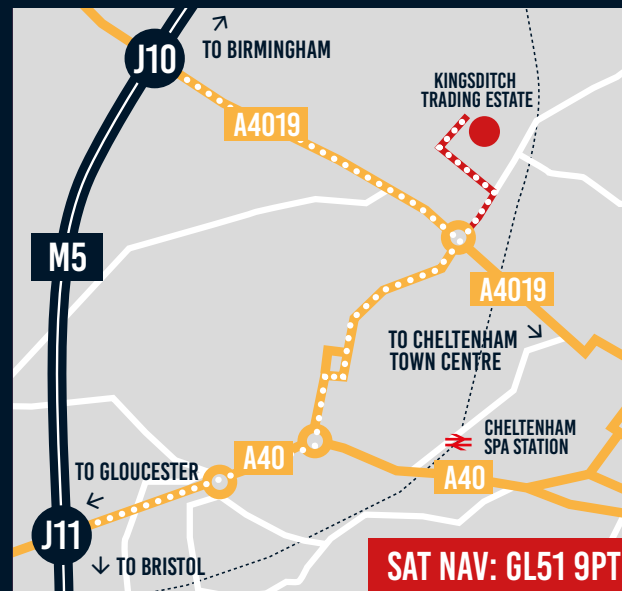 J10
TO BIRMINGHAM
KINGSDITCH
TRADING ESTATE
A4019
M5
A4019
TO CHELTENHAM
TOWN CENTRE
CHELTENHAM
SPA STATION
A40
TO GLOUCESTER
A40
J11
TO BRISTOL
SAT NAV: GL51 9PT